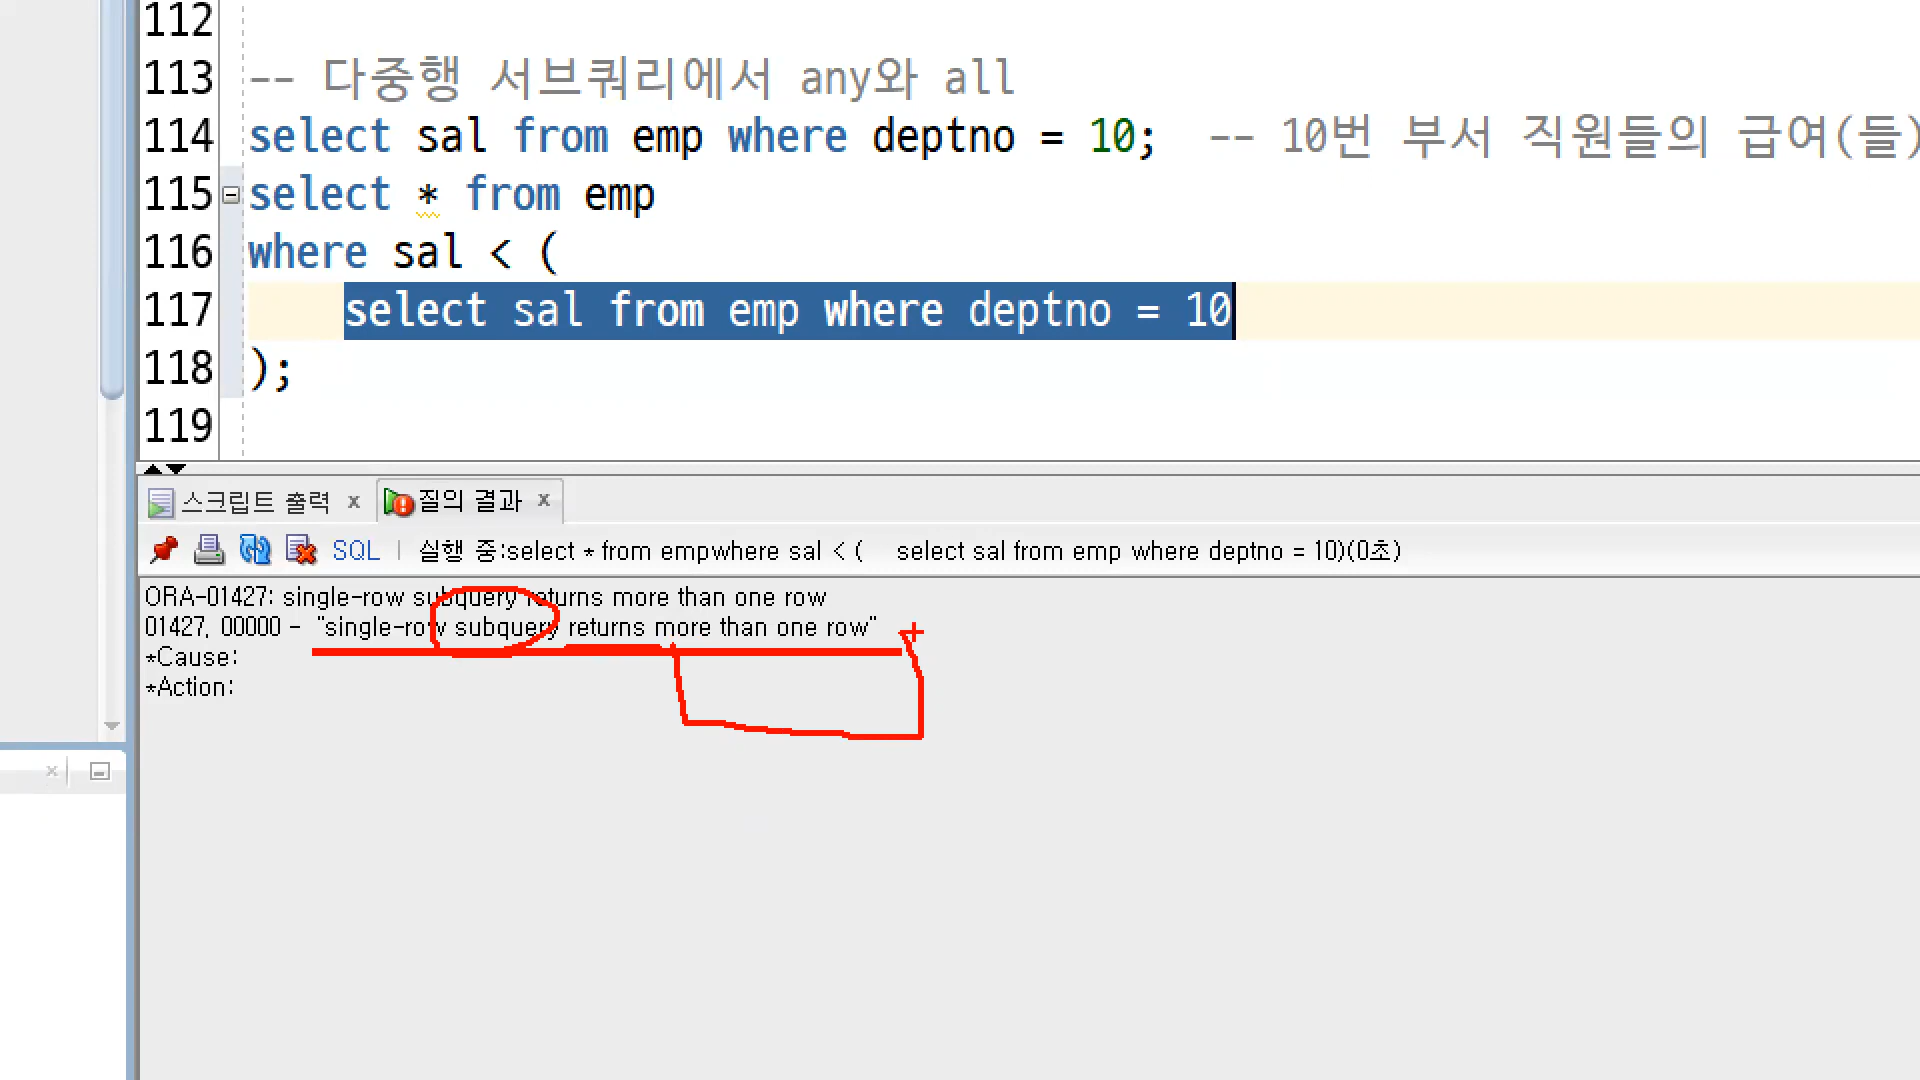 112
113 -- 다중행 서브쿼리에서 any와 all
114 select sal from emp where deptno = 10;  -- 10번 부서 직원들의 급여(들)
115 select * from emp
116 where sal < (
117     select sal from emp where deptno = 10
118 );
119
스크립트 출력 x 질의 결과 x
SQL | 실행 중:select * from empwhere sal < (    select sal from emp where deptno = 10)(0초)
ORA-01427: single-row subquery returns more than one row
01427, 00000 -  "single-row subquery returns more than one row"
*Cause:
*Action: